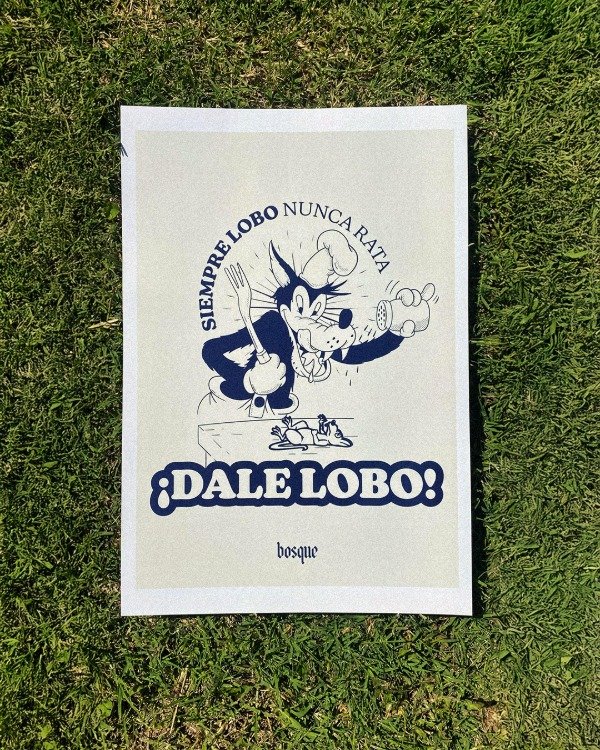 SIEMPRE LOBO NUNCA RATA
¡DALE LOBO!
bosque